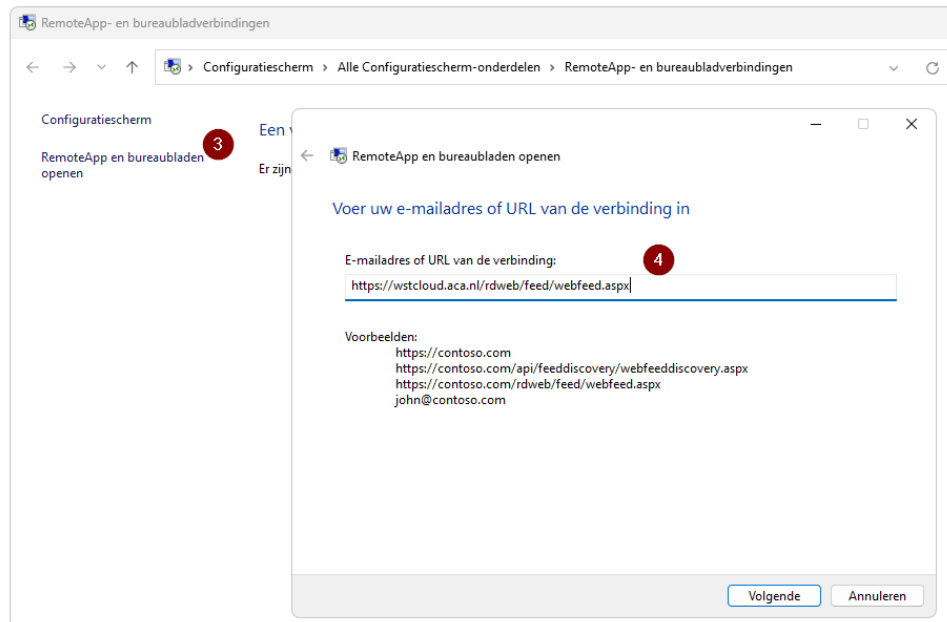 RemoteApp- en bureaubladverbindingen
Configuratiescherm > Alle Configuratiescherm-onderdelen > RemoteApp- en bureaubladverbindingen
Configuratiescherm
3
RemoteApp en bureaubladen
openen
Een
Er zijn
RemoteApp en bureaubladen openen
Voer uw e-mailadres of URL van de verbinding in
E-mailadres of URL van de verbinding:
4
https://wstcloud.aca.nl/rdweb/feed/webfeed.aspx
Voorbeelden:
https://contoso.com
https://contoso.com/api/feeddiscovery/webfeeddiscovery.aspx
https://contoso.com/rdweb/feed/webfeed.aspx
john@contoso.com
Volgende
Annuleren